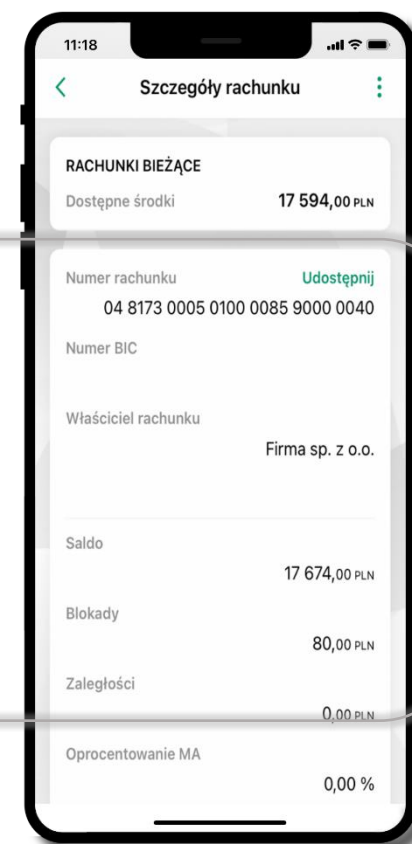 11:18
Szczegóły rachunku
RACHUNKI BIEŻĄCE
Dostępne środki 17 594,00 PLN
Numer rachunku Udostępnij
04 8173 0005 0100 0085 9000 0040
Numer BIC
Właściciel rachunku
Firma sp. z o.o.
Saldo
17 674,00 PLN
Blokady
80,00 PLN
Zaległości
0,00 PLN
Oprocentowanie MA
0,00 %